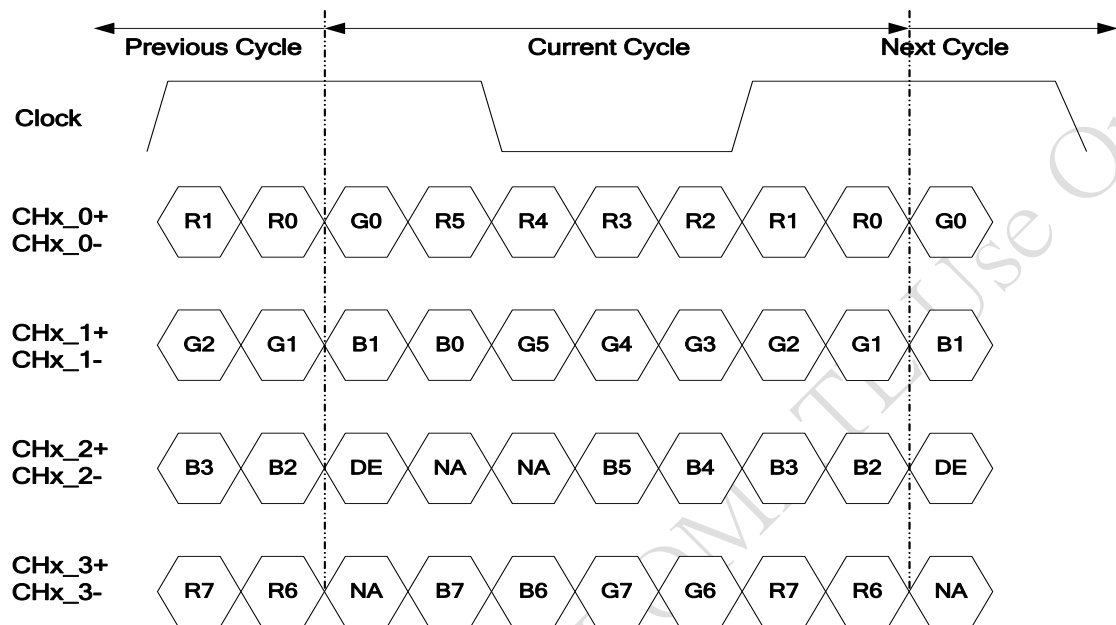 Previous Cycle Current Cycle Next Cycle
Clock
CHx_0+
CHx_0-
R1 R0 G0 R5 R4 R3 R2 R1 R0 G0
CHx_1+
CHx_1-
G2 G1 B1 B0 G5 G4 G3 G2 G1 B1
CHx_2+
CHx_2-
B3 B2 DE NA NA B5 B4 B3 B2 DE
CHx_3+
CHx_3-
R7 R6 NA B7 B6 G7 G6 R7 R6 NA
Use